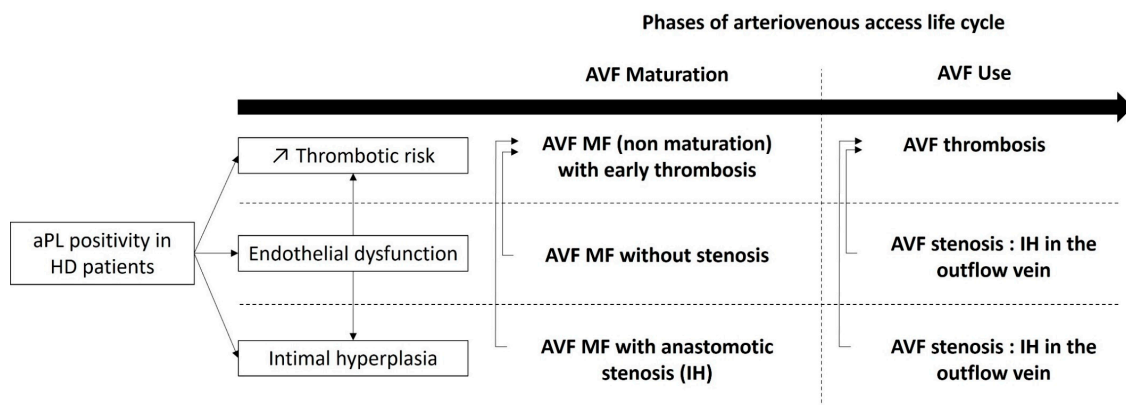 Phases of arteriovenous access life cycle
AVF Maturation
AVF Use
↗ Thrombotic risk
AVF MF (non maturation)
with early thrombosis
AVF thrombosis
aPL positivity in
HD patients
Endothelial dysfunction
AVF MF without stenosis
AVF stenosis : IH in the
outflow vein
Intimal hyperplasia
AVF MF with anastomotic
stenosis (IH)
AVF stenosis : IH in the
outflow vein